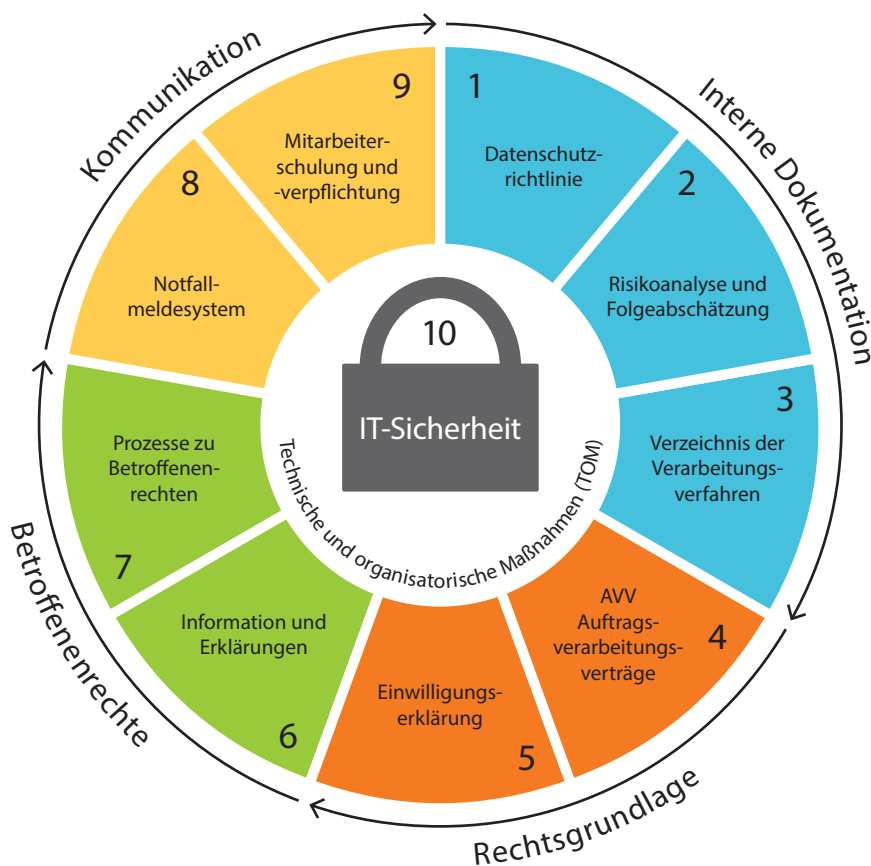 Kommunikation
Interne Dokumentation
Rechtsgrundlage
Betroffenenrechte
1
Datenschutz-
richtlinie
2
Risikoanalyse und
Folgeabschätzung
3
Verzeichnis der
Verarbeitungs-
verfahren
4
AVV
Auftrags-
verarbeitungs-
verträge
5
Einwilligungs-
erklärung
6
Information und
Erklärungen
7
Prozesse zu
Betroffenen-
rechten
8
Notfall-
meldesystem
9
Mitarbeiter-
schulung und
-verpflichtung
10
IT-Sicherheit
Technische und organisatorische Maßnahmen (TOM)